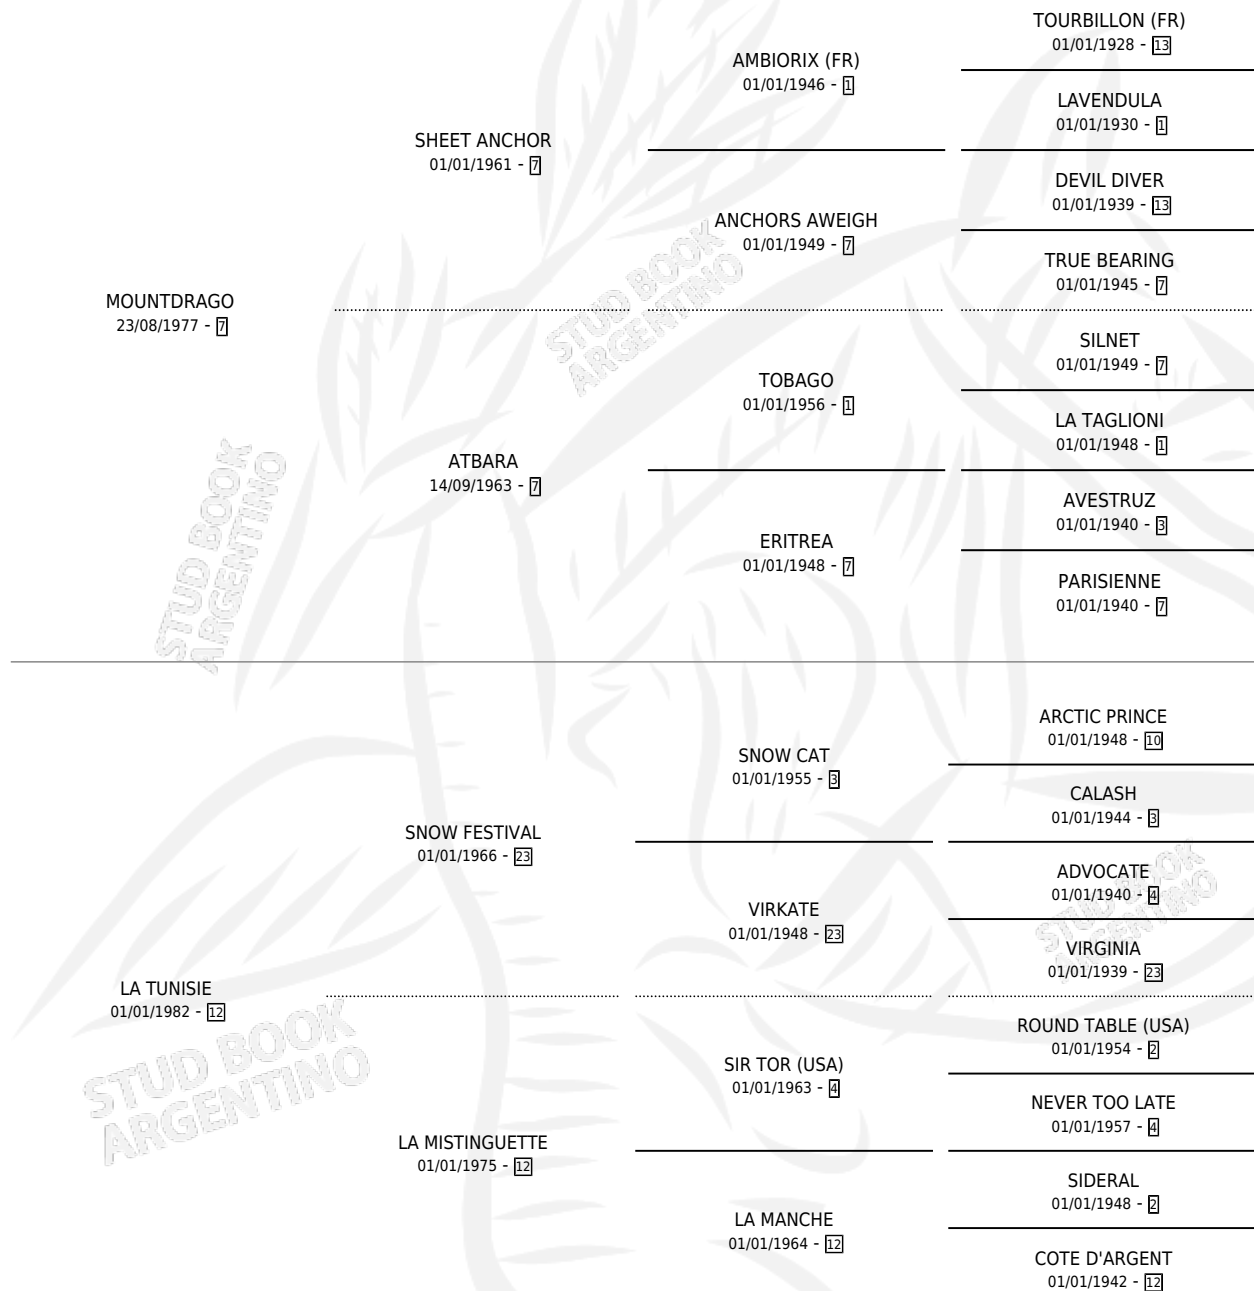 TOURBILLON (FR)
01/01/1928 - 13
AMBIORIX (FR)
01/01/1946 - 1
LAVENDULA
01/01/1930 - 1
SHEET ANCHOR
01/01/1961 - 7
DEVIL DIVER
01/01/1939 - 13
ANCHORS AWEIGH
01/01/1949 - 7
TRUE BEARING
01/01/1945 - 7
MOUNTDRAGO
23/08/1977 - 7
SILNET
01/01/1949 - 7
TOBAGO
01/01/1956 - 1
LA TAGLIONI
01/01/1948 - 1
ATBARA
14/09/1963 - 7
AVESTRUZ
01/01/1940 - 3
ERITREA
01/01/1948 - 7
PARISIENNE
01/01/1940 - 7
STUD BOOK
ARGENTINO
STUD BOOK
ARGENTINO
ARCTIC PRINCE
01/01/1948 - 10
SNOW CAT
01/01/1955 - 3
CALASH
01/01/1944 - 3
SNOW FESTIVAL
01/01/1966 - 23
ADVOCATE
01/01/1940 - 4
VIRKATE
01/01/1948 - 23
VIRGINIA
01/01/1939 - 23
STUD BOOK
ARGENTINO
LA TUNISIE
01/01/1982 - 12
ROUND TABLE (USA)
01/01/1954 - 2
SIR TOR (USA)
01/01/1963 - 4
NEVER TOO LATE
01/01/1957 - 4
LA MISTINGUETTE
01/01/1975 - 12
SIDERAL
01/01/1948 - 2
LA MANCHE
01/01/1964 - 12
COTE D'ARGENT
01/01/1942 - 12
STUD BOOK
ARGENTINO